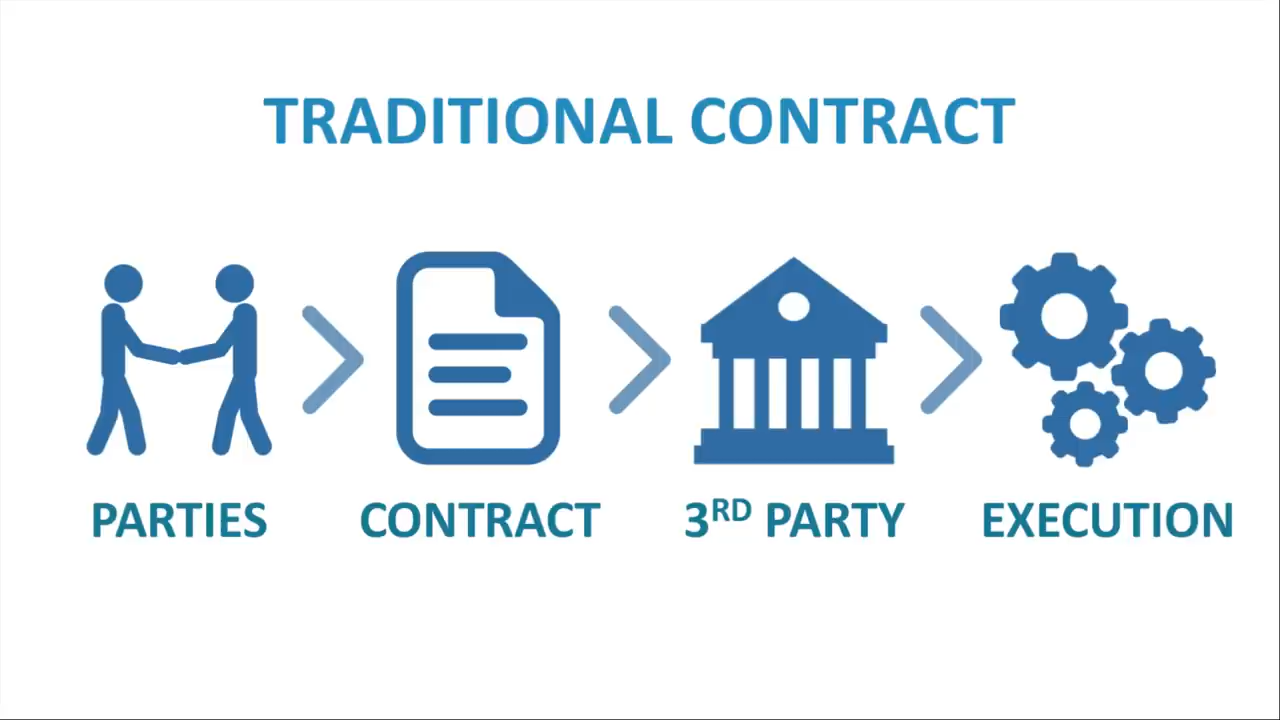 TRADITIONAL CONTRACT
PARTIES
CONTRACT
3RD PARTY
EXECUTION